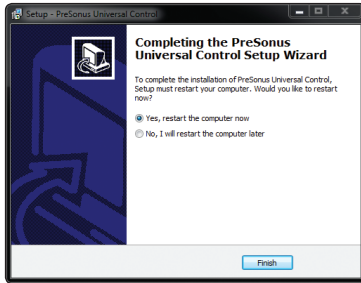 Setup - PreSonus Universal Control
Completing the PreSonus
Universal Control Setup Wizard
To complete the installation of PreSonus Universal Control,
Setup must restart your computer. Would you like to restart
now?
Yes, restart the computer now
No, I will restart the computer later
Finish